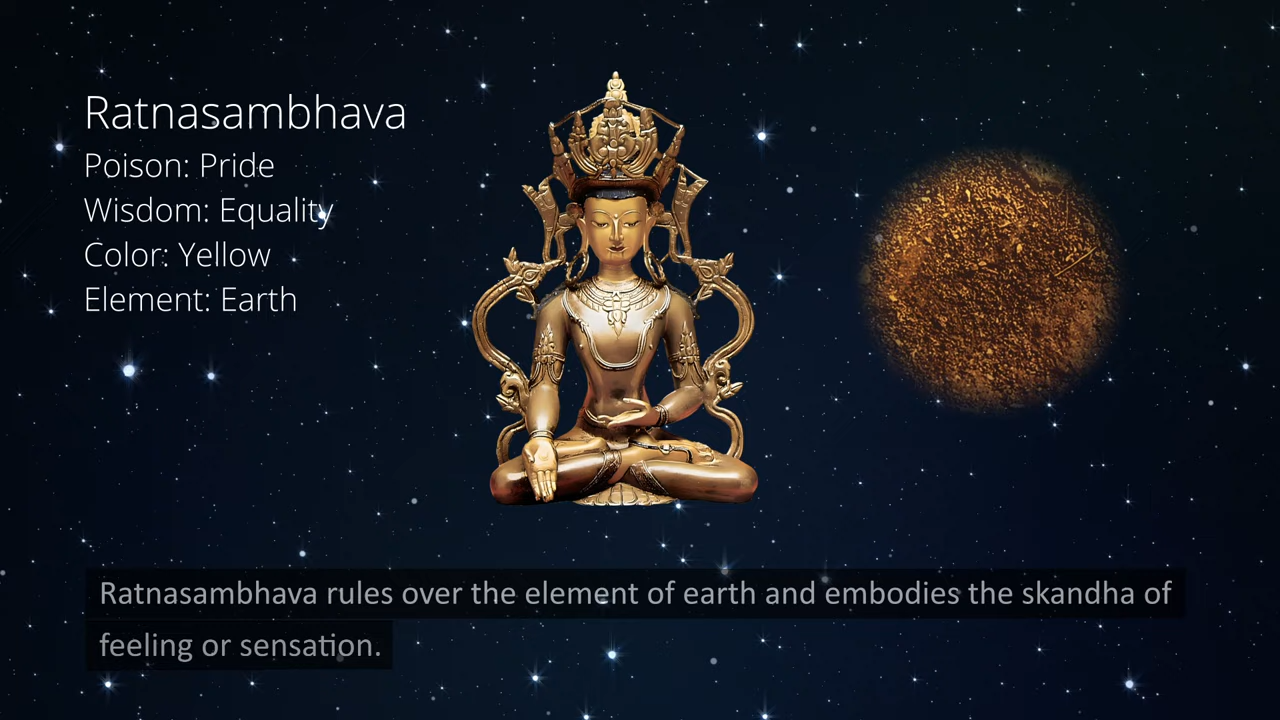 Ratnasambhava
Poison: Pride
Wisdom: Equality
Color: Yellow
Element: Earth
Ratnasambhava rules over the element of earth and embodies the skandha of
feeling or sensation.